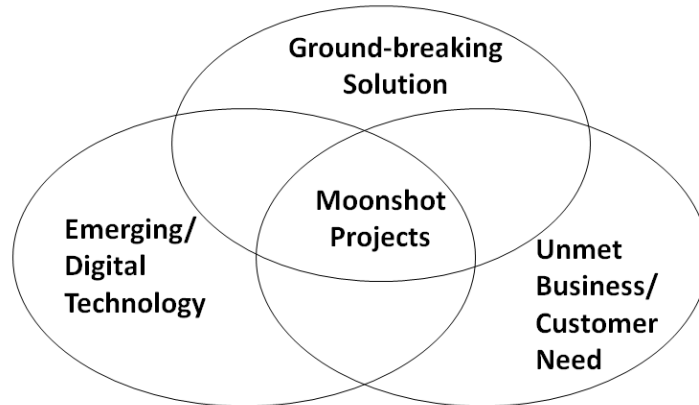 Ground-breaking
Solution
Moonshot
Projects
Emerging/
Digital
Technology
Unmet
Business/
Customer
Need